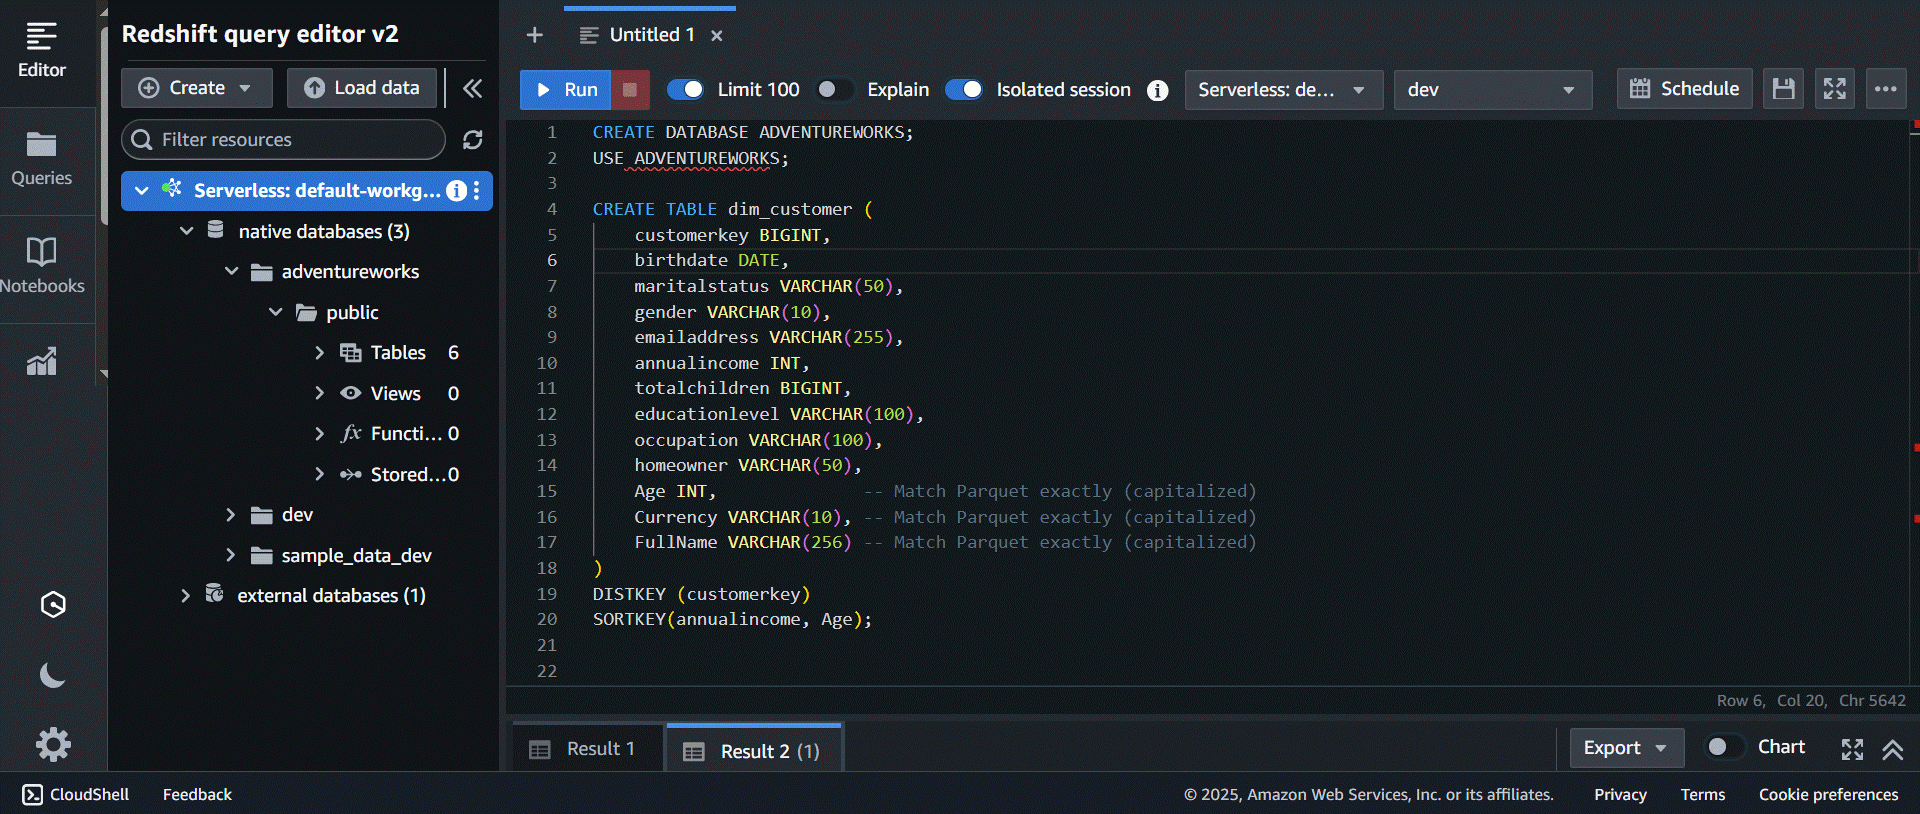 Editor
Queries
Notebooks
Redshift query editor v2
Create
Load data
Filter resources
Serverless: default-workg...
native databases (3)
adventureworks
public
Tables 6
Views 0
fx Functi... 0
Stored... 0
dev
sample_data_dev
external databases (1)
Untitled 1
Run
Limit 100
Explain
Isolated session
Serverless: de...
dev
Schedule
1 CREATE DATABASE ADVENTUREWORKS;
2 USE ADVENTUREWORKS;
3
4 CREATE TABLE dim_customer (
5 customerkey BIGINT,
6 birthdate DATE,
7 maritalstatus VARCHAR(50),
8 gender VARCHAR(10),
9 emailaddress VARCHAR(255),
10 annualincome INT,
11 totalchildren BIGINT,
12 educationlevel VARCHAR(100),
13 occupation VARCHAR(100),
14 homeowner VARCHAR(50),
15 Age INT, -- Match Parquet exactly (capitalized)
16 Currency VARCHAR(10), -- Match Parquet exactly (capitalized)
17 FullName VARCHAR(256) -- Match Parquet exactly (capitalized)
18 )
19 DISTKEY (customerkey)
20 SORTKEY(annualincome, Age);
21
22
Row 6, Col 20, Chr 5642
Result 1
Result 2 (1)
Export
Chart
CloudShell
Feedback
© 2025, Amazon Web Services, Inc. or its affiliates.
Privacy
Terms
Cookie preferences